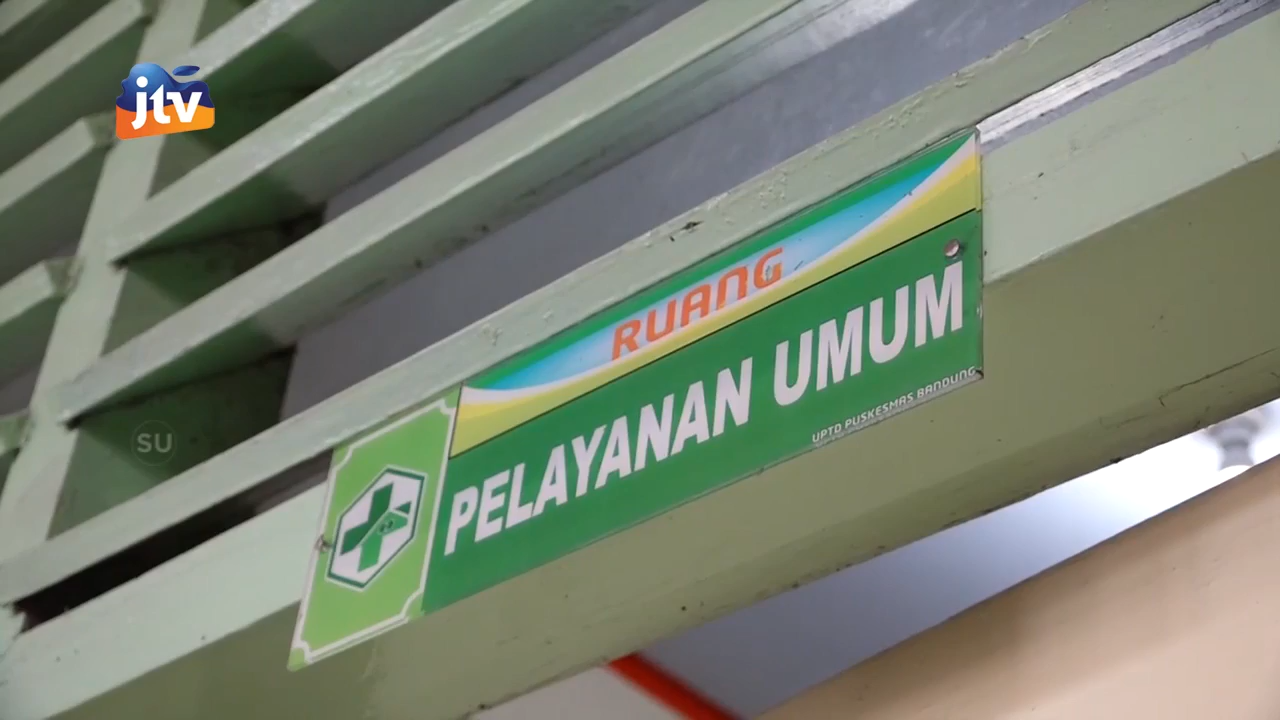 jtv
RUANG
PELAYANAN UMUM
UPTD PUSKESMAS BANDUNG
SU